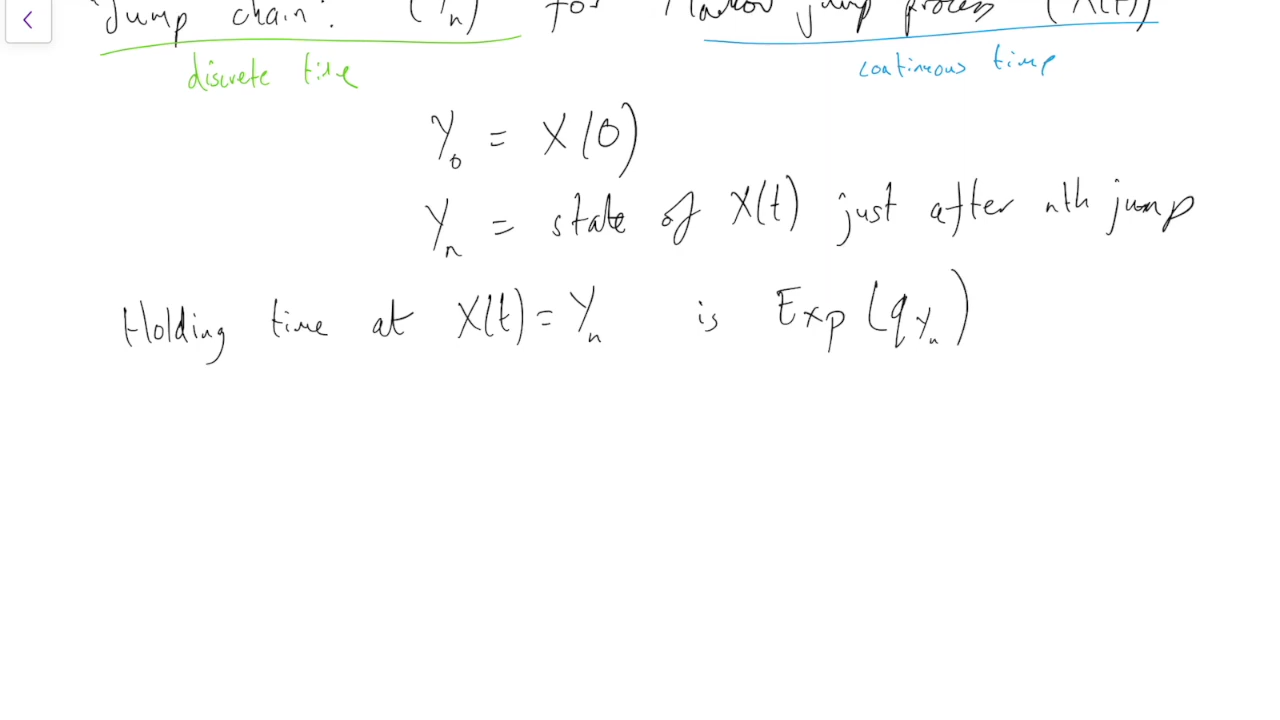 "Jump chain": (Yn) for Markov jump process (X(t))
discrete time continuous time
Y₀ = X(0)
Yₙ = state of X(t) just after nth jump
Holding time at X(t) = Yₙ is Exp(q_Yₙ)